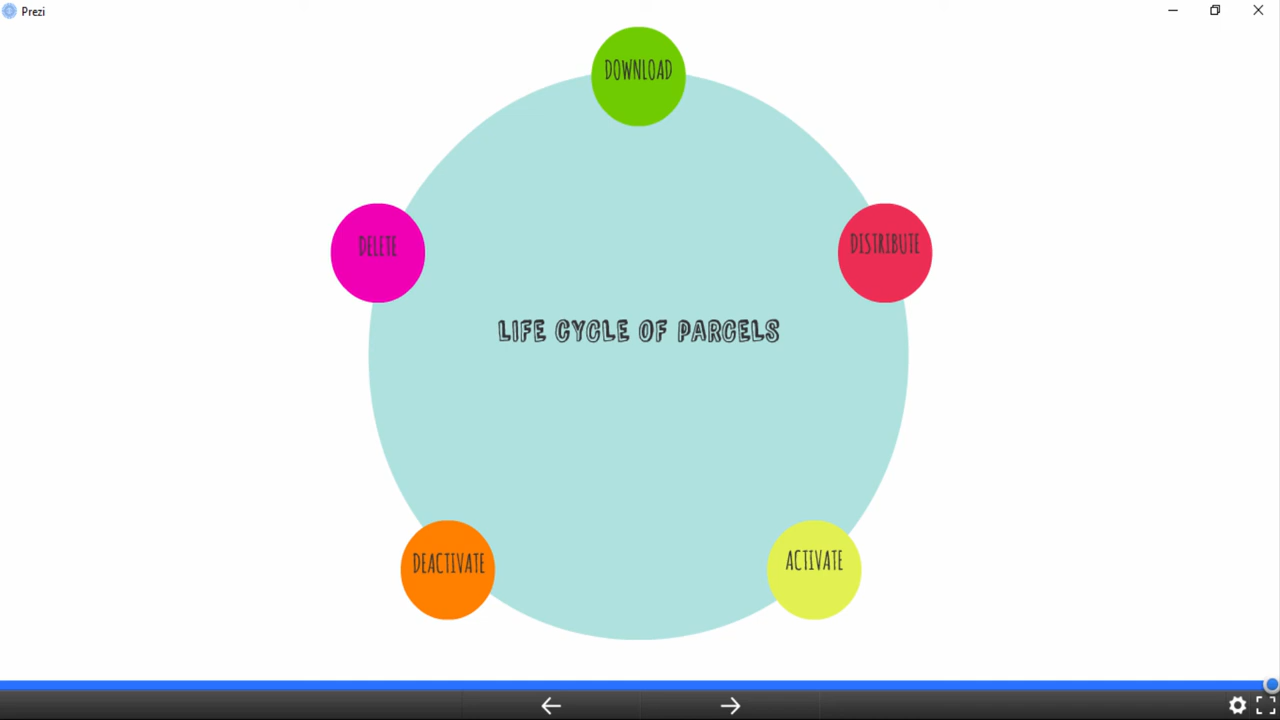 Prezi
DOWNLOAD
DELETE
DISTRIBUTE
LIFE CYCLE OF PARCELS
DEACTIVATE
ACTIVATE